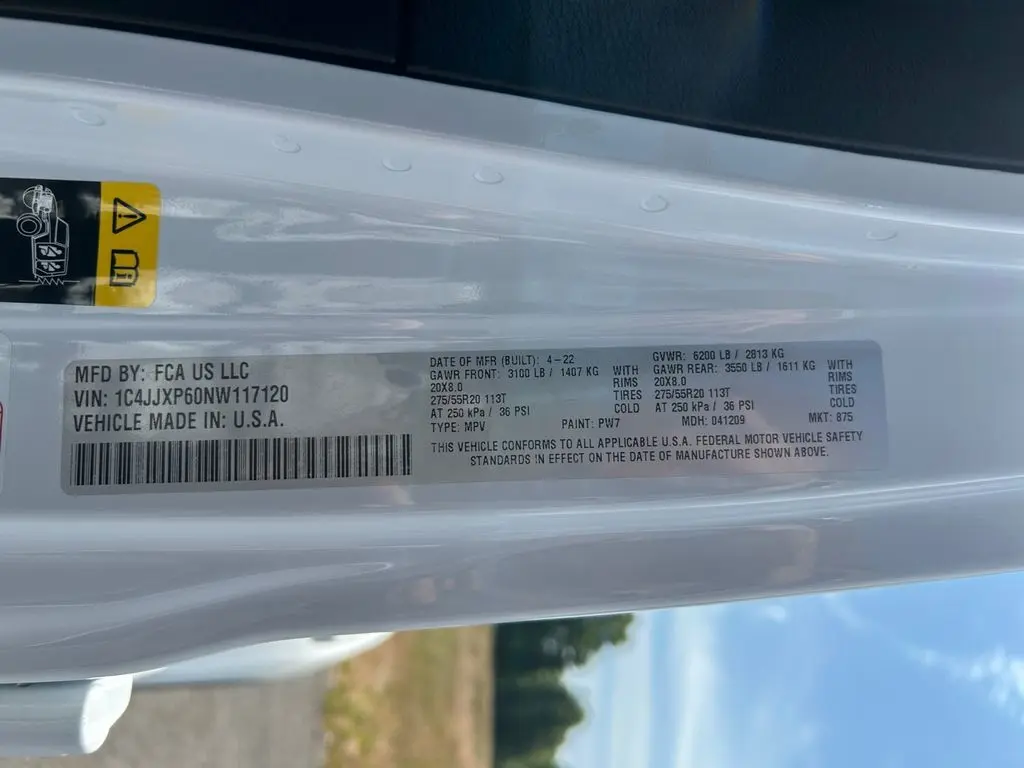 MFD BY: FCA US LLC
VIN: 1C4JJXP60NW117120
VEHICLE MADE IN: U.S.A.
DATE OF MFR (BUILT): 4-22
GAWR FRONT: 3100 LB / 1407 KG WITH
20X8.0 RIMS
275/55R20 113T TIRES
AT 250 kPa / 36 PSI COLD
TYPE: MPV PAINT: PW7
GVWR: 6200 LB / 2813 KG
GAWR REAR: 3550 LB / 1611 KG WITH
20X8.0 RIMS
275/55R20 113T TIRES
AT 250 kPa / 36 PSI COLD
MDH: 041209 MKT: 875
THIS VEHICLE CONFORMS TO ALL APPLICABLE U.S.A. FEDERAL MOTOR VEHICLE SAFETY
STANDARDS IN EFFECT ON THE DATE OF MANUFACTURE SHOWN ABOVE.